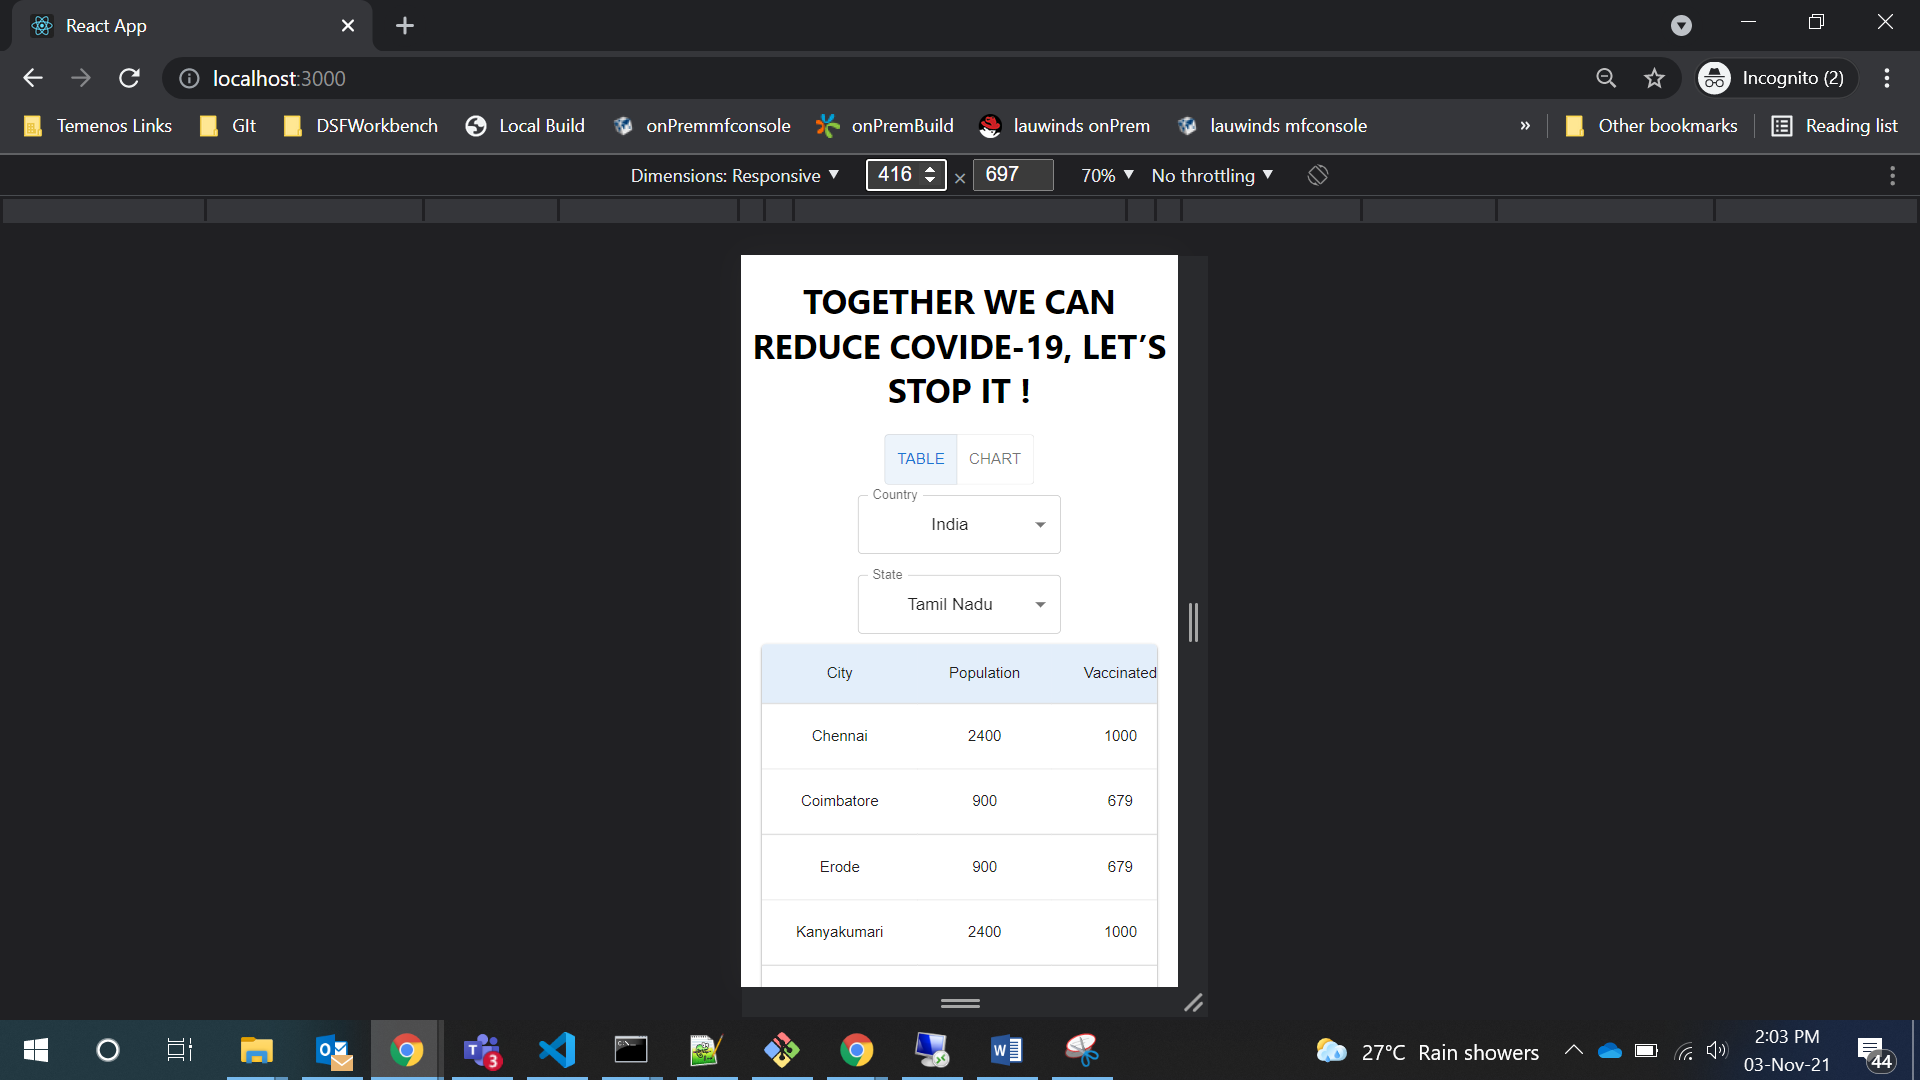 React App
localhost:3000
Incognito (2)
Temenos Links
GIt
DSFWorkbench
Local Build
onPremmfconsole
onPremBuild
lauwinds onPrem
lauwinds mfconsole
»
Other bookmarks
Reading list
Dimensions: Responsive
416 × 697
70%
No throttling
TOGETHER WE CAN
REDUCE COVIDE-19, LET’S
STOP IT !
TABLE CHART
Country
India
State
Tamil Nadu
City Population Vaccinated
Chennai 2400 1000
Coimbatore 900 679
Erode 900 679
Kanyakumari 2400 1000
3
27°C Rain showers
2:03 PM
03-Nov-21
44